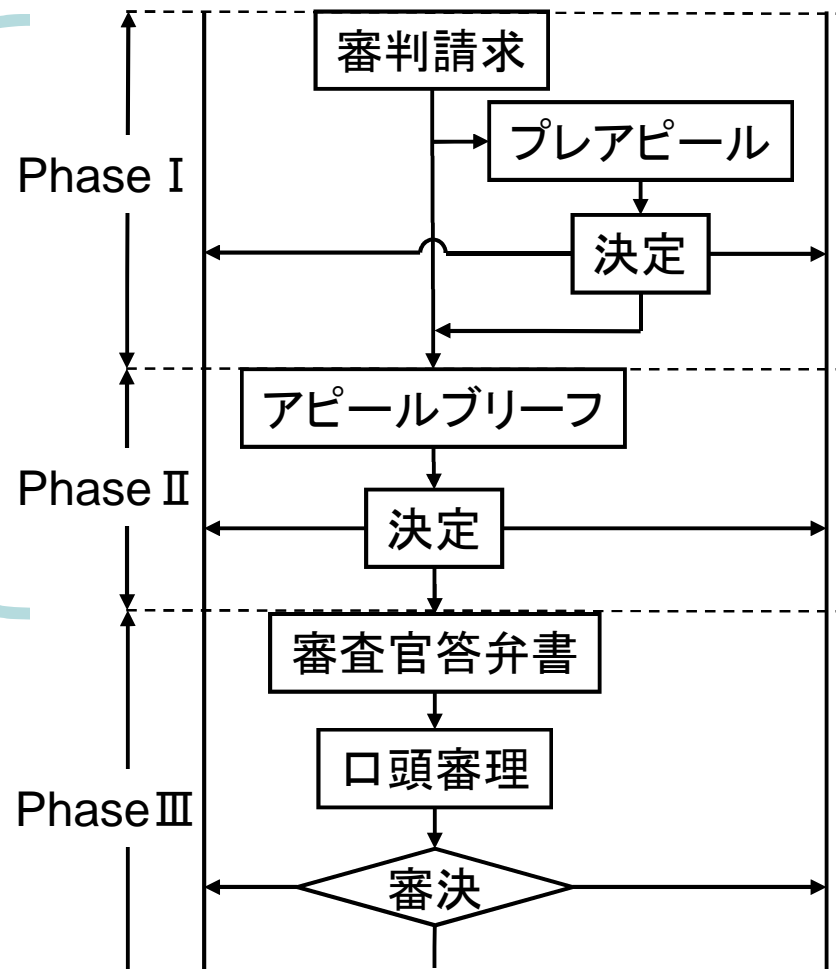 審判請求
プレアピール
Phase Ⅰ
決定
アピールブリーフ
Phase Ⅱ
決定
審査官答弁書
口頭審理
Phase Ⅲ
審決